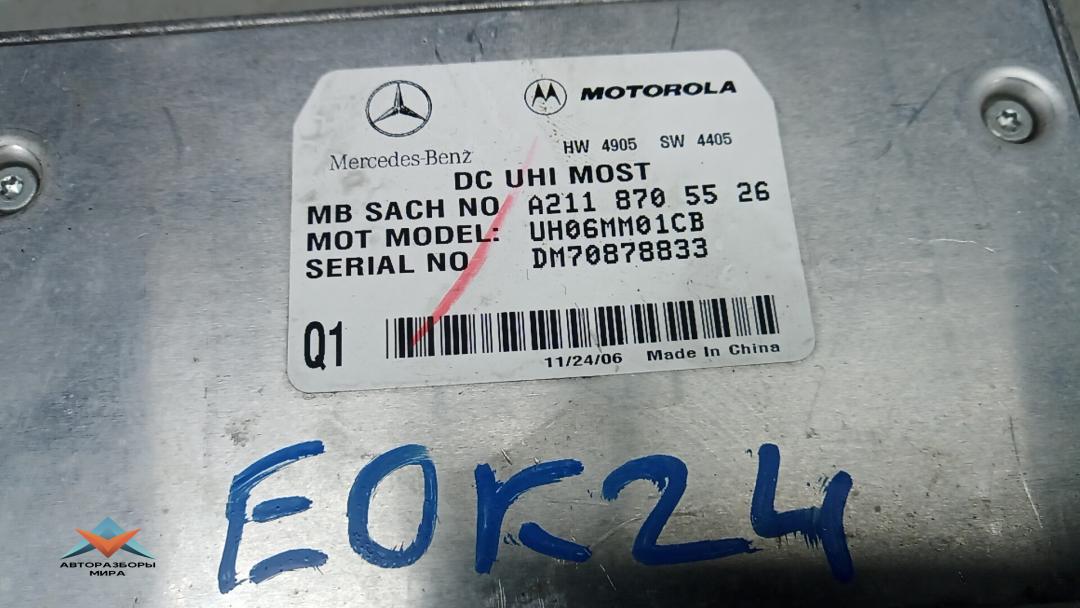 MOTOROLA
Mercedes-Benz
HW 4905 SW 4405
DC UHI MOST
MB SACH NO A211 870 55 26
MOT MODEL: UH06MM01CB
SERIAL NO DM70878833
Q1
11/24/06 Made In China
EOK24
АВТОРАЗБОРЫ
МИРА